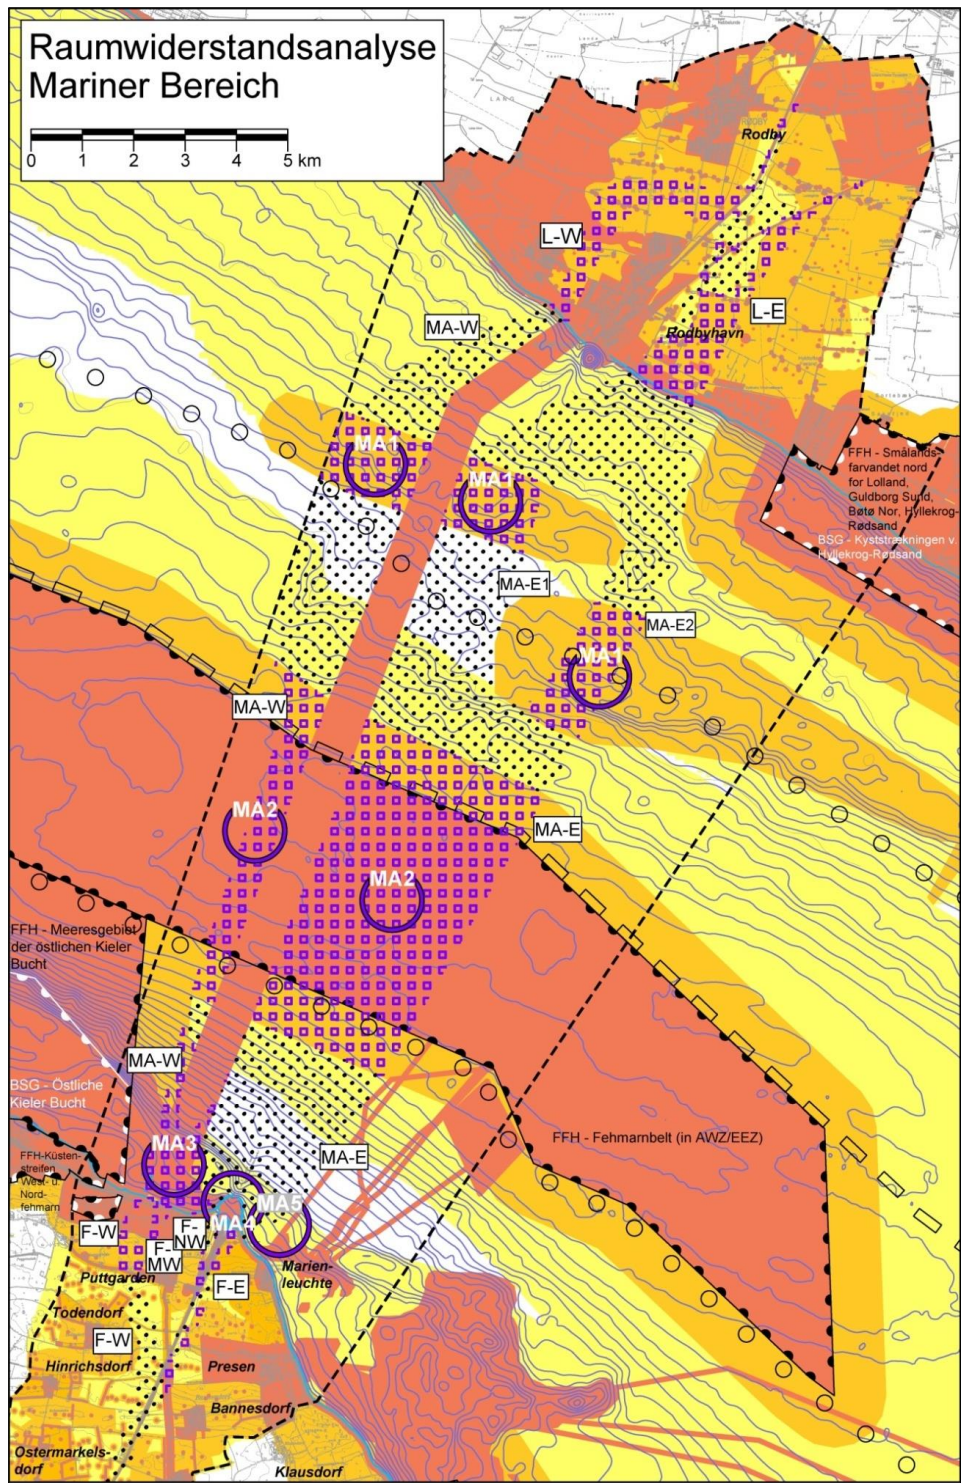 Raumwiderstandsanalyse
Mariner Bereich
0 1 2 3 4 5 km
Rodby
L-W
L-E
Rodbyhavn
MA-W
MA1
MA1
FFH - Smålands-
farvandet nord
for Lolland,
Guldborg Sund,
Bøtø Nor, Hyllekrog-
Rødsand
BSG - Kyststrækningen v.
Hyllekrog-Rødsand
MA-E1
MA-E2
MA1
MA-W
MA2
MA-E
MA2
FFH - Meeresgebiet
der östlichen Kieler
Bucht
MA-W
BSG - Östliche
Kieler Bucht
FFH - Fehmarnbelt (in AWZ/EEZ)
MA-E
MA3
FFH-Küsten-
streifen
West- u.
Nord-
fehmarn
MA5
MA4
F-W
F-
NW
F-
MW
Marien-
leuchte
Puttgarden
F-E
Todendorf
F-W
Hinrichsdorf
Presen
Bannesdorf
Ostermarkels-
dorf
Klausdorf